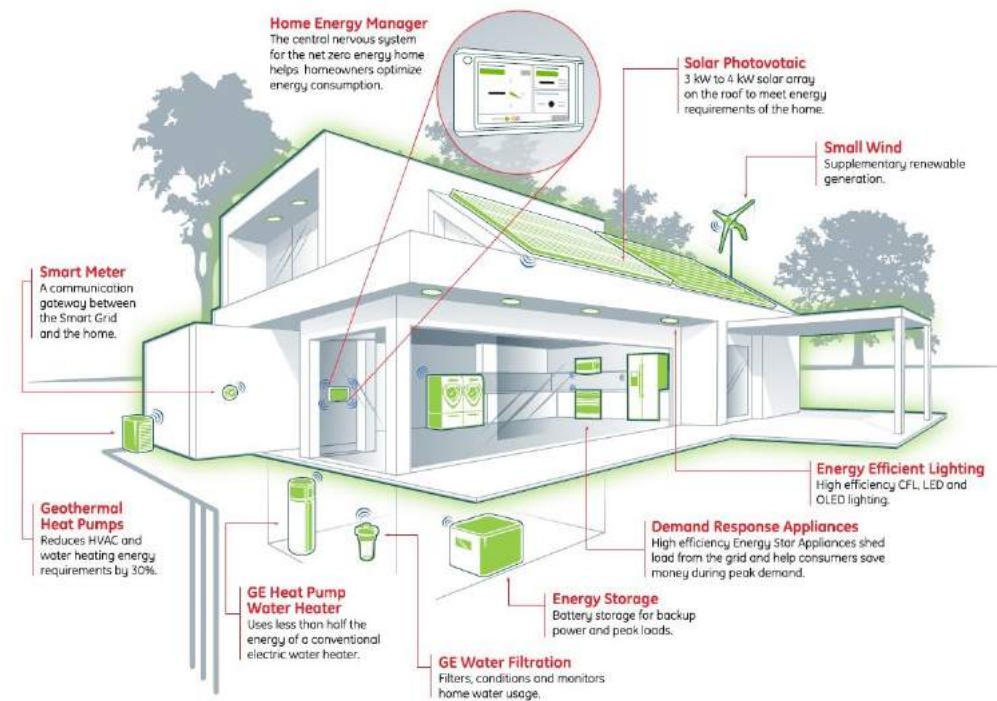 Home Energy Manager
The central nervous system
for the net zero energy home
helps homeowners optimize
energy consumption.
Solar Photovotaic
3 kW to 4 kW solar array
on the roof to meet energy
requirements of the home.
Small Wind
Supplementary renewable
generation.
Smart Meter
A communication
gateway between
the Smart Grid
and the home.
Energy Efficient Lighting
High efficiency CFL, LED and
OLED lighting.
Geothermal
Heat Pumps
Reduces HVAC and
water heating energy
requirements by 30%.
Demand Response Appliances
High efficiency Energy Star Appliances shed
load from the grid and help consumers save
money during peak demand.
GE Heat Pump
Water Heater
Uses less than half the
energy of a conventional
electric water heater.
Energy Storage
Battery storage for backup
power and peak loads.
GE Water Filtration
Filters, conditions and monitors
home water usage.